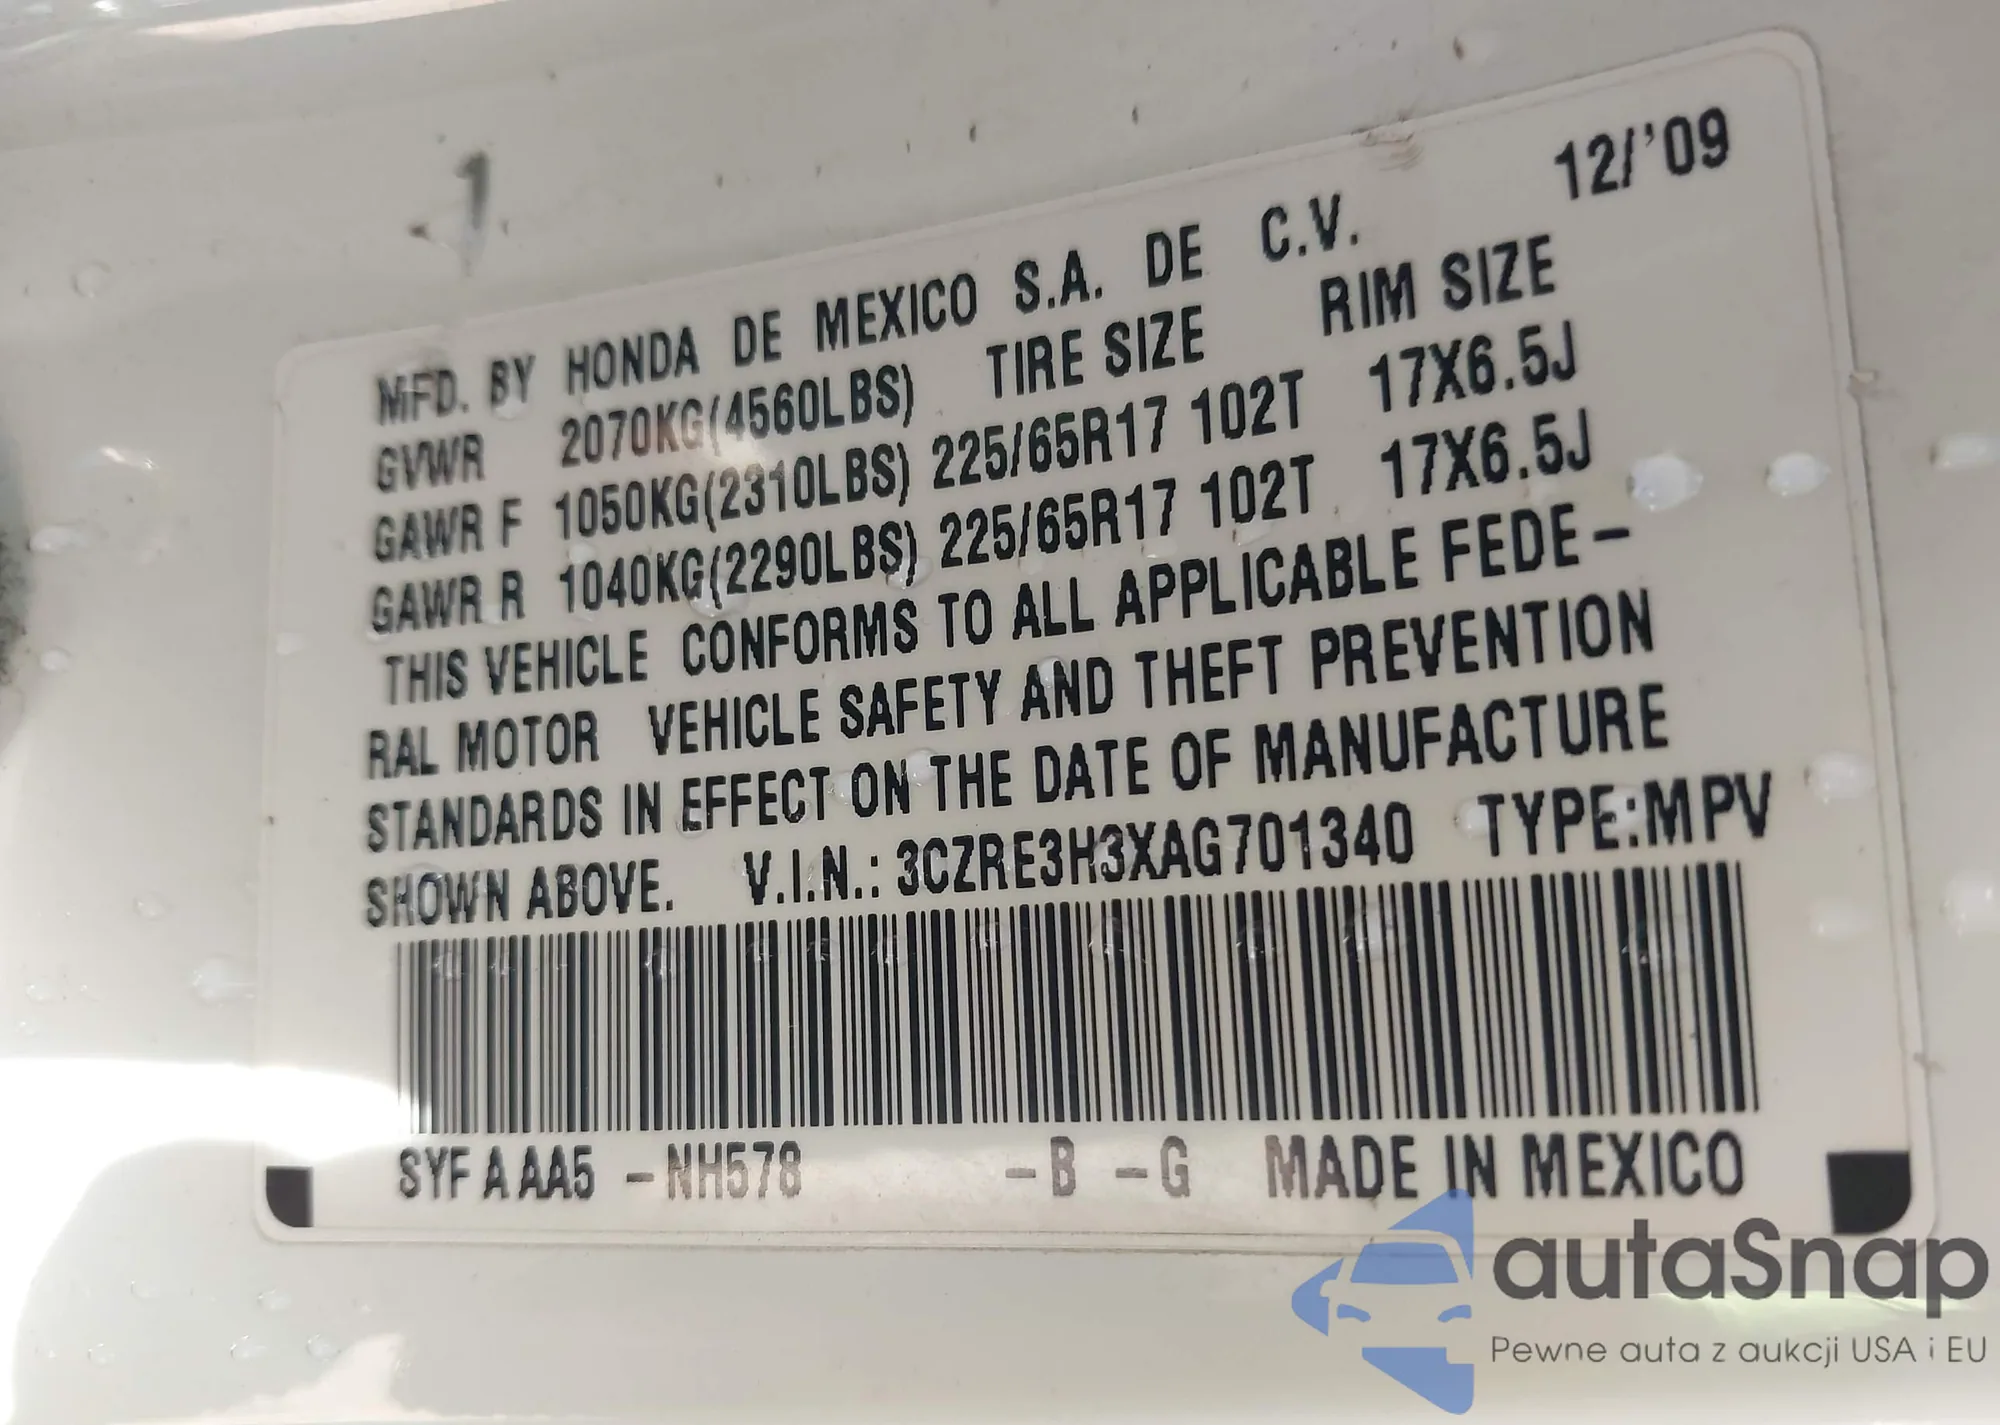 1
12/'09
MFD. BY HONDA DE MEXICO S.A. DE C.V.
GVWR 2070KG(4560LBS) TIRE SIZE RIM SIZE
GAWR F 1050KG(2310LBS) 225/65R17 102T 17X6.5J
GAWR R 1040KG(2290LBS) 225/65R17 102T 17X6.5J
THIS VEHICLE CONFORMS TO ALL APPLICABLE FEDE-
RAL MOTOR VEHICLE SAFETY AND THEFT PREVENTION
STANDARDS IN EFFECT ON THE DATE OF MANUFACTURE
SHOWN ABOVE. V.I.N.: 3CZRE3H3XAG701340 TYPE:MPV
SYF A AA5 -NH578 -B -G MADE IN MEXICO
autaSnap
Pewne auta z aukcji USA i EU